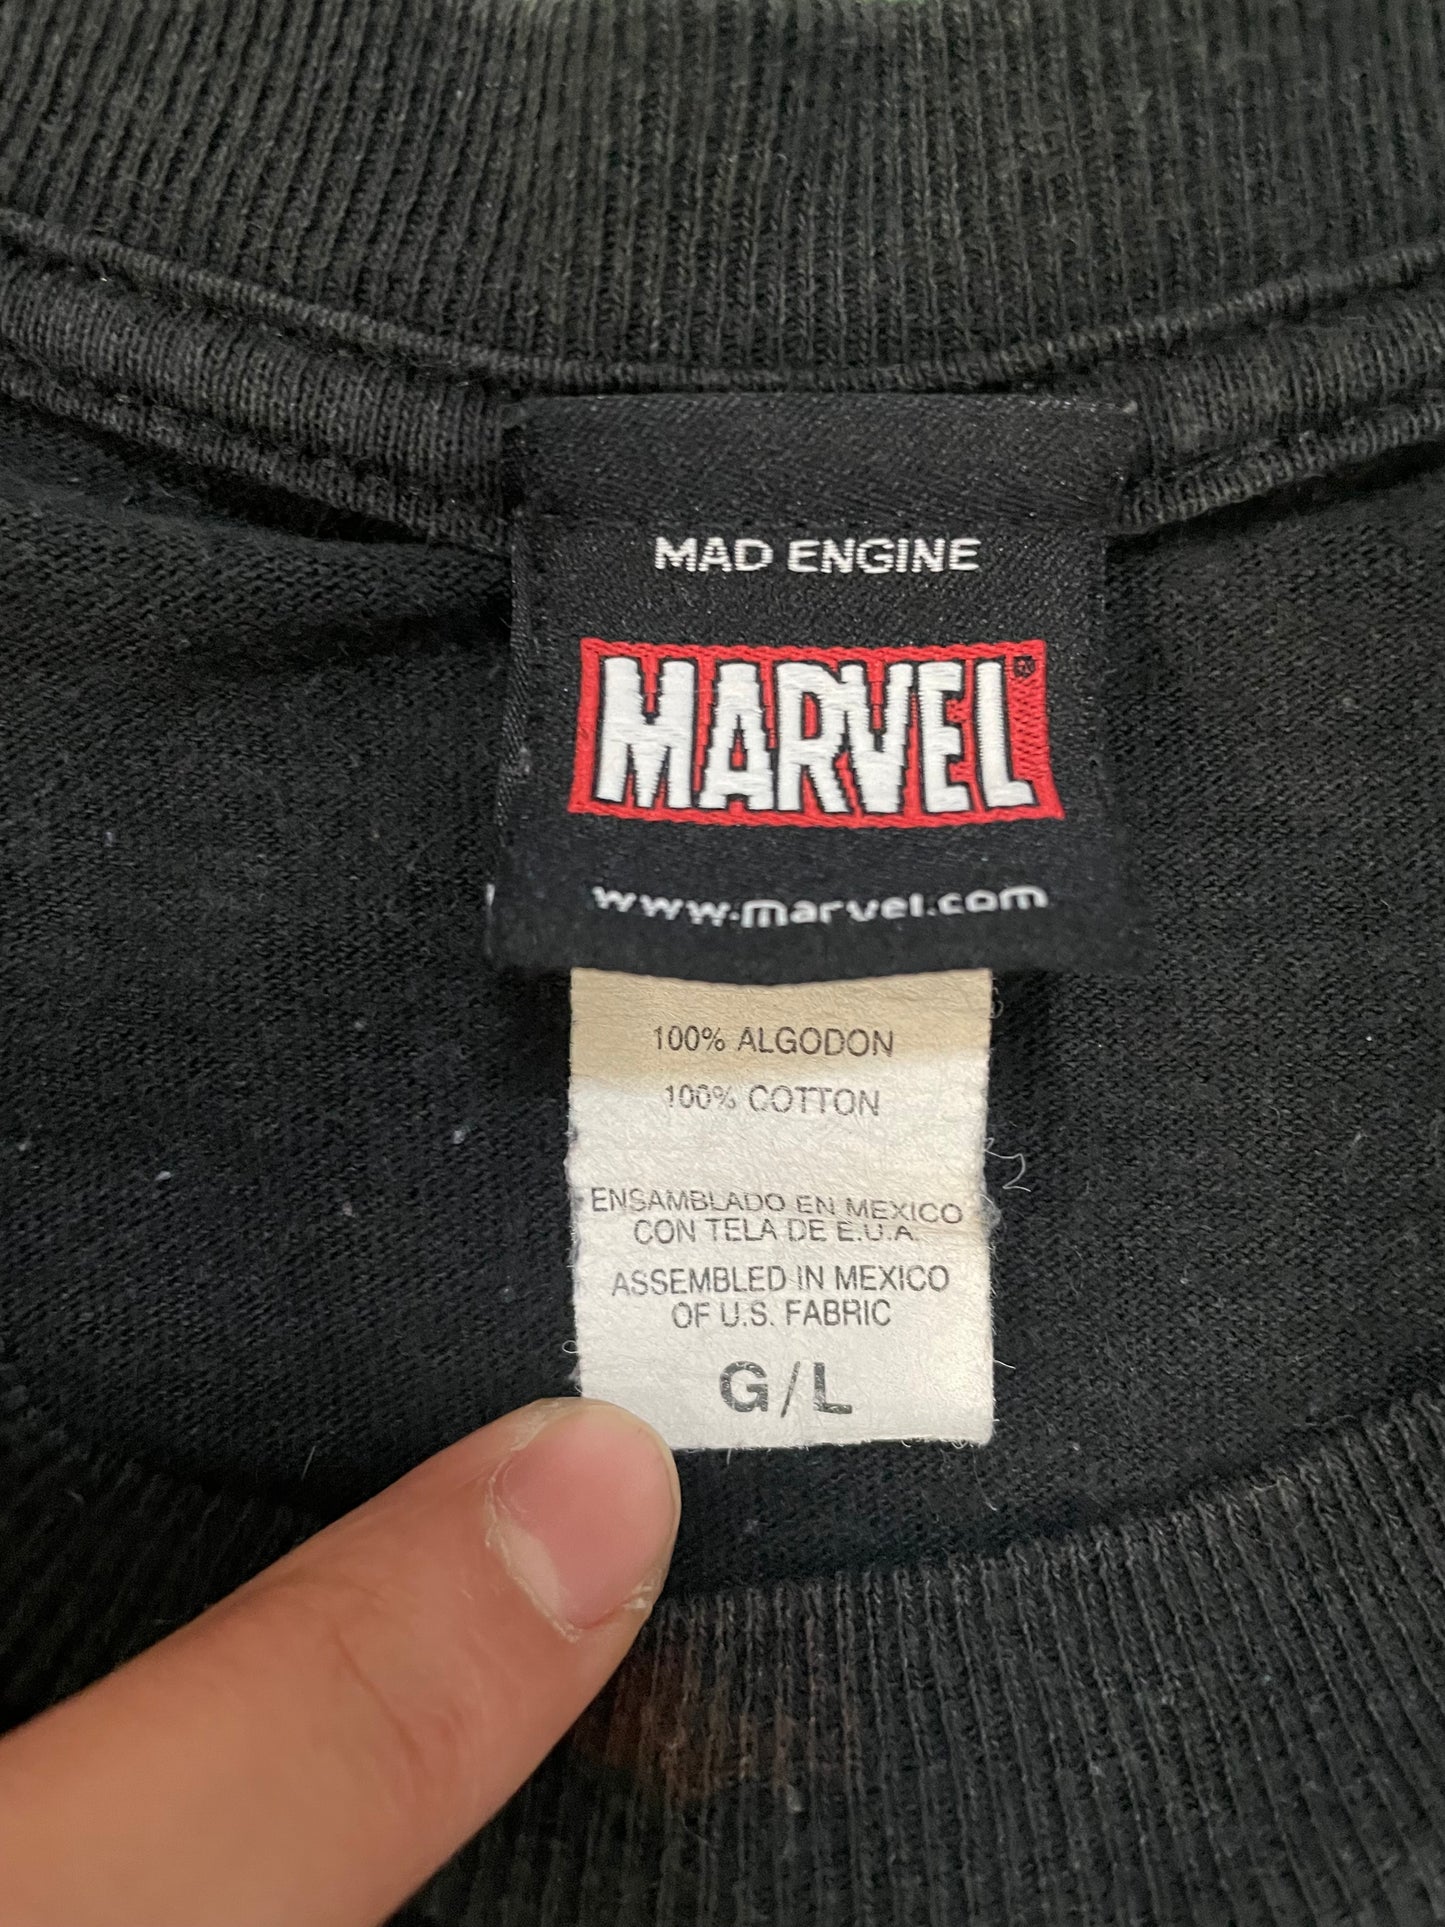 MAD ENGINE
MARVEL®
www.marvel.com
100% ALGODON
100% COTTON
ENSAMBLADO EN MEXICO
CON TELA DE E.U.A.
ASSEMBLED IN MEXICO
OF U.S. FABRIC
G/L